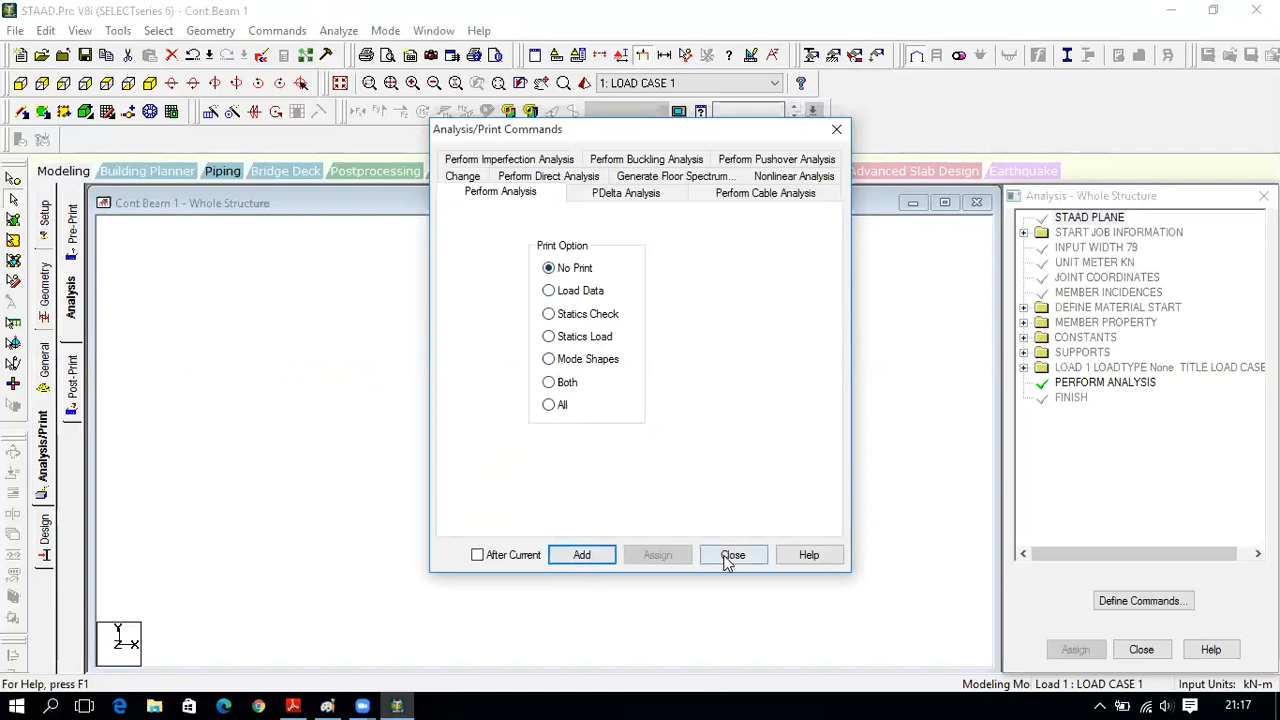 STAAD.Pro V8i (SELECTseries 6) - Cont Beam 1
File Edit View Tools Select Geometry Commands Analyze Mode Window Help
1: LOAD CASE 1
Modeling Building Planner Piping Bridge Deck Postprocessing
Advanced Slab Design Earthquake
Cont Beam 1 - Whole Structure
Setup
Geometry
General
Analysis/Print
Design
Pre-Print
Analysis
Post-Print
Analysis/Print Commands
Perform Imperfection Analysis Perform Buckling Analysis Perform Pushover Analysis
Change Perform Direct Analysis Generate Floor Spectrum... Nonlinear Analysis
Perform Analysis PDelta Analysis Perform Cable Analysis
Print Option
No Print
Load Data
Statics Check
Statics Load
Mode Shapes
Both
All
After Current Add Assign Close Help
Analysis - Whole Structure
STAAD PLANE
START JOB INFORMATION
INPUT WIDTH 79
UNIT METER KN
JOINT COORDINATES
MEMBER INCIDENCES
DEFINE MATERIAL START
MEMBER PROPERTY
CONSTANTS
SUPPORTS
LOAD 1 LOADTYPE None TITLE LOAD CASE
PERFORM ANALYSIS
FINISH
Define Commands...
Assign Close Help
Y
Z X
For Help, press F1
Modeling Mo Load 1 : LOAD CASE 1 Input Units: kN-m
21:17